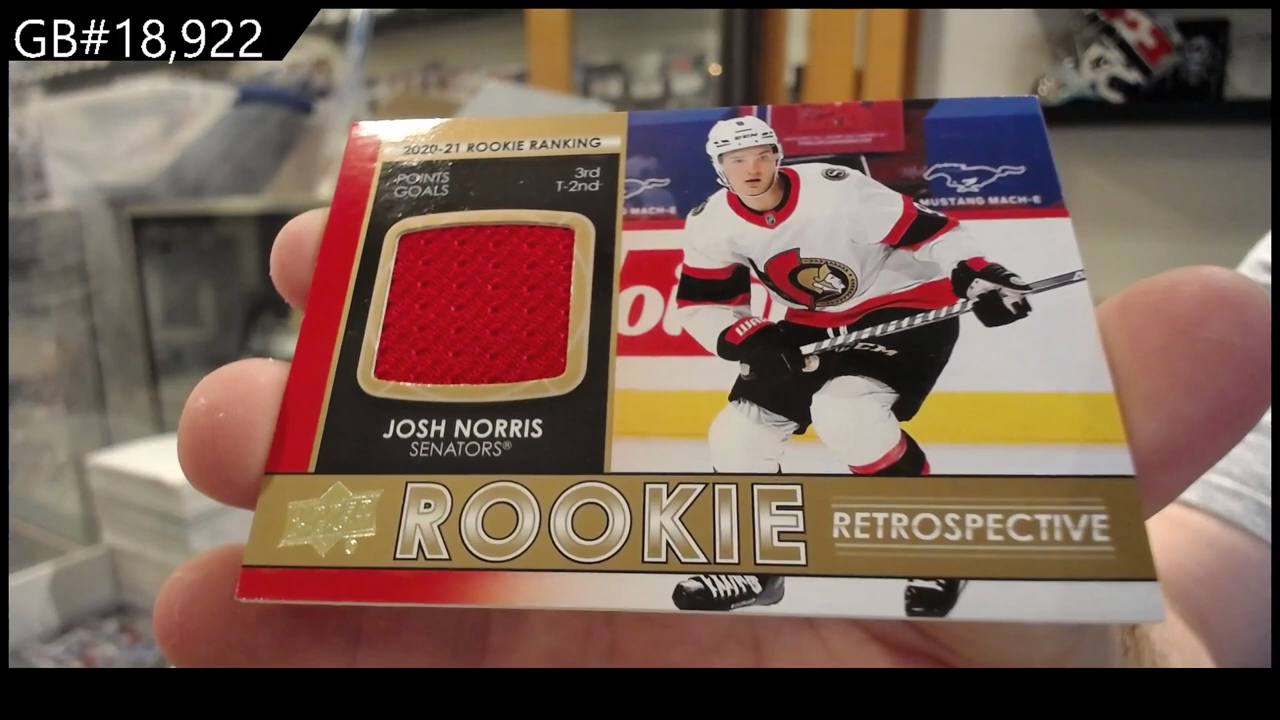 GB#18,922
2020-21 ROOKIE RANKING
POINTS 3rd
GOALS T-2nd
JOSH NORRIS
SENATORS®
ROOKIE
RETROSPECTIVE
MUSTANG MACH-E
MACH-E
CCM